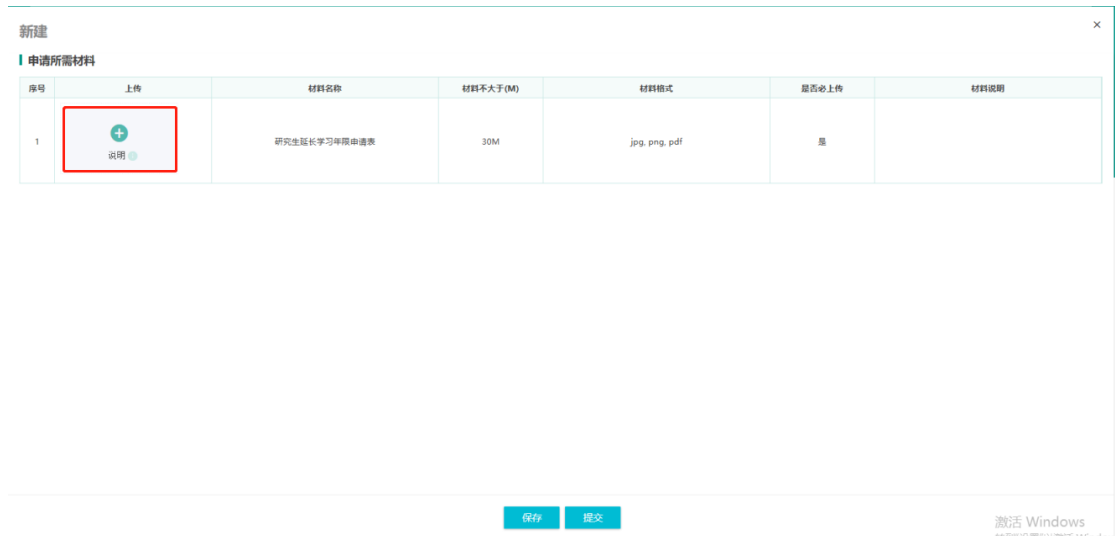 新建
×
申请所需材料
序号 上传 材料名称 材料不大于(M) 材料格式 是否必上传 材料说明
1 研究生延长学习年限申请表 30M jpg, png, pdf 是
说明
保存 提交
激活 Windows